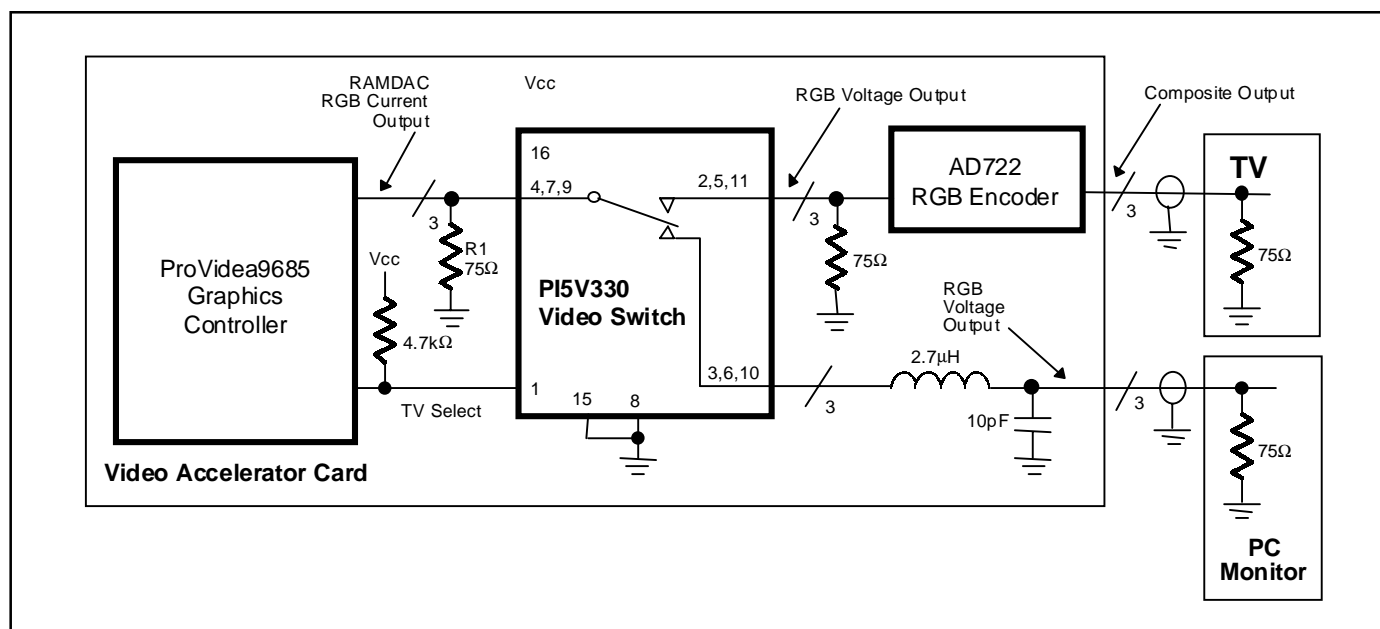 RAMDAC
RGB Current
Output
Vcc
RGB Voltage Output
Composite Output
16
4,7,9
2,5,11
AD722
RGB Encoder
TV
3
3
3
R1
75Ω
75Ω
75Ω
ProVidea9685
Graphics
Controller
Vcc
4.7kΩ
PI5V330
Video Switch
RGB
Voltage
Output
2.7µH
3,6,10
1
15
8
TV Select
3
3
10pF
75Ω
Video Accelerator Card
PC
Monitor